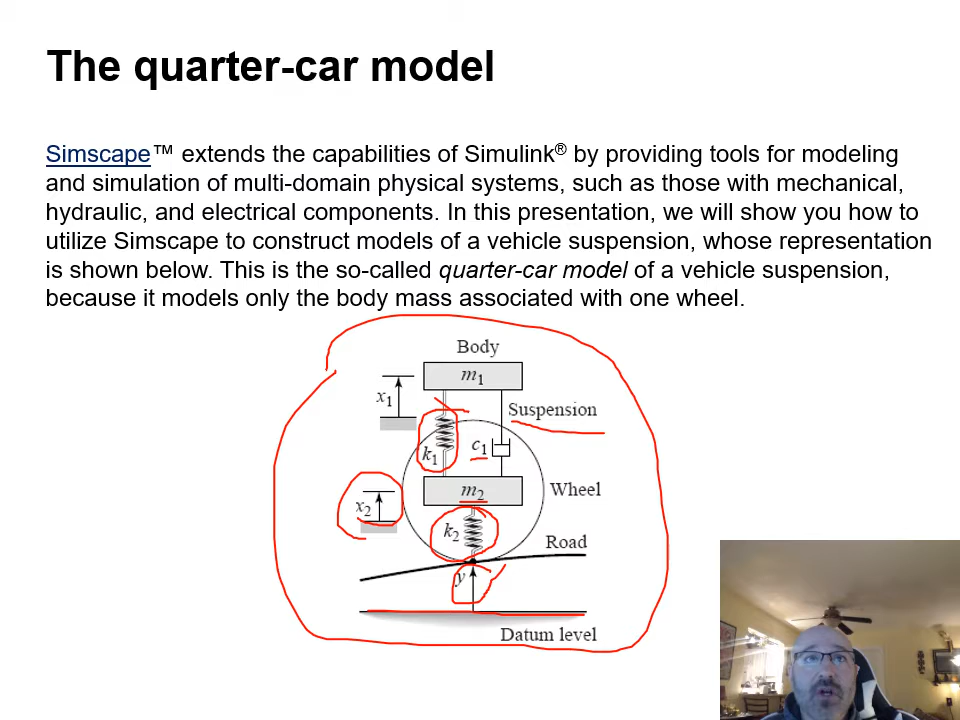 The quarter-car model
Simscape™ extends the capabilities of Simulink® by providing tools for modeling
and simulation of multi-domain physical systems, such as those with mechanical,
hydraulic, and electrical components. In this presentation, we will show you how to
utilize Simscape to construct models of a vehicle suspension, whose representation
is shown below. This is the so-called quarter-car model of a vehicle suspension,
because it models only the body mass associated with one wheel.
Body
m₁
x₁
Suspension
k₁
c₁
m₂
Wheel
x₂
k₂
Road
y
Datum level